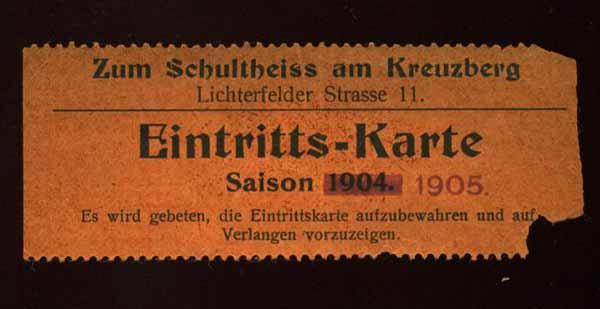 Zum Schultheiss am Kreuzberg
Lichterfelder Strasse 11.
Eintritts-Karte
Saison 1904. 1905.
Es wird gebeten, die Eintrittskarte aufzubewahren und auf
Verlangen vorzuzeigen.